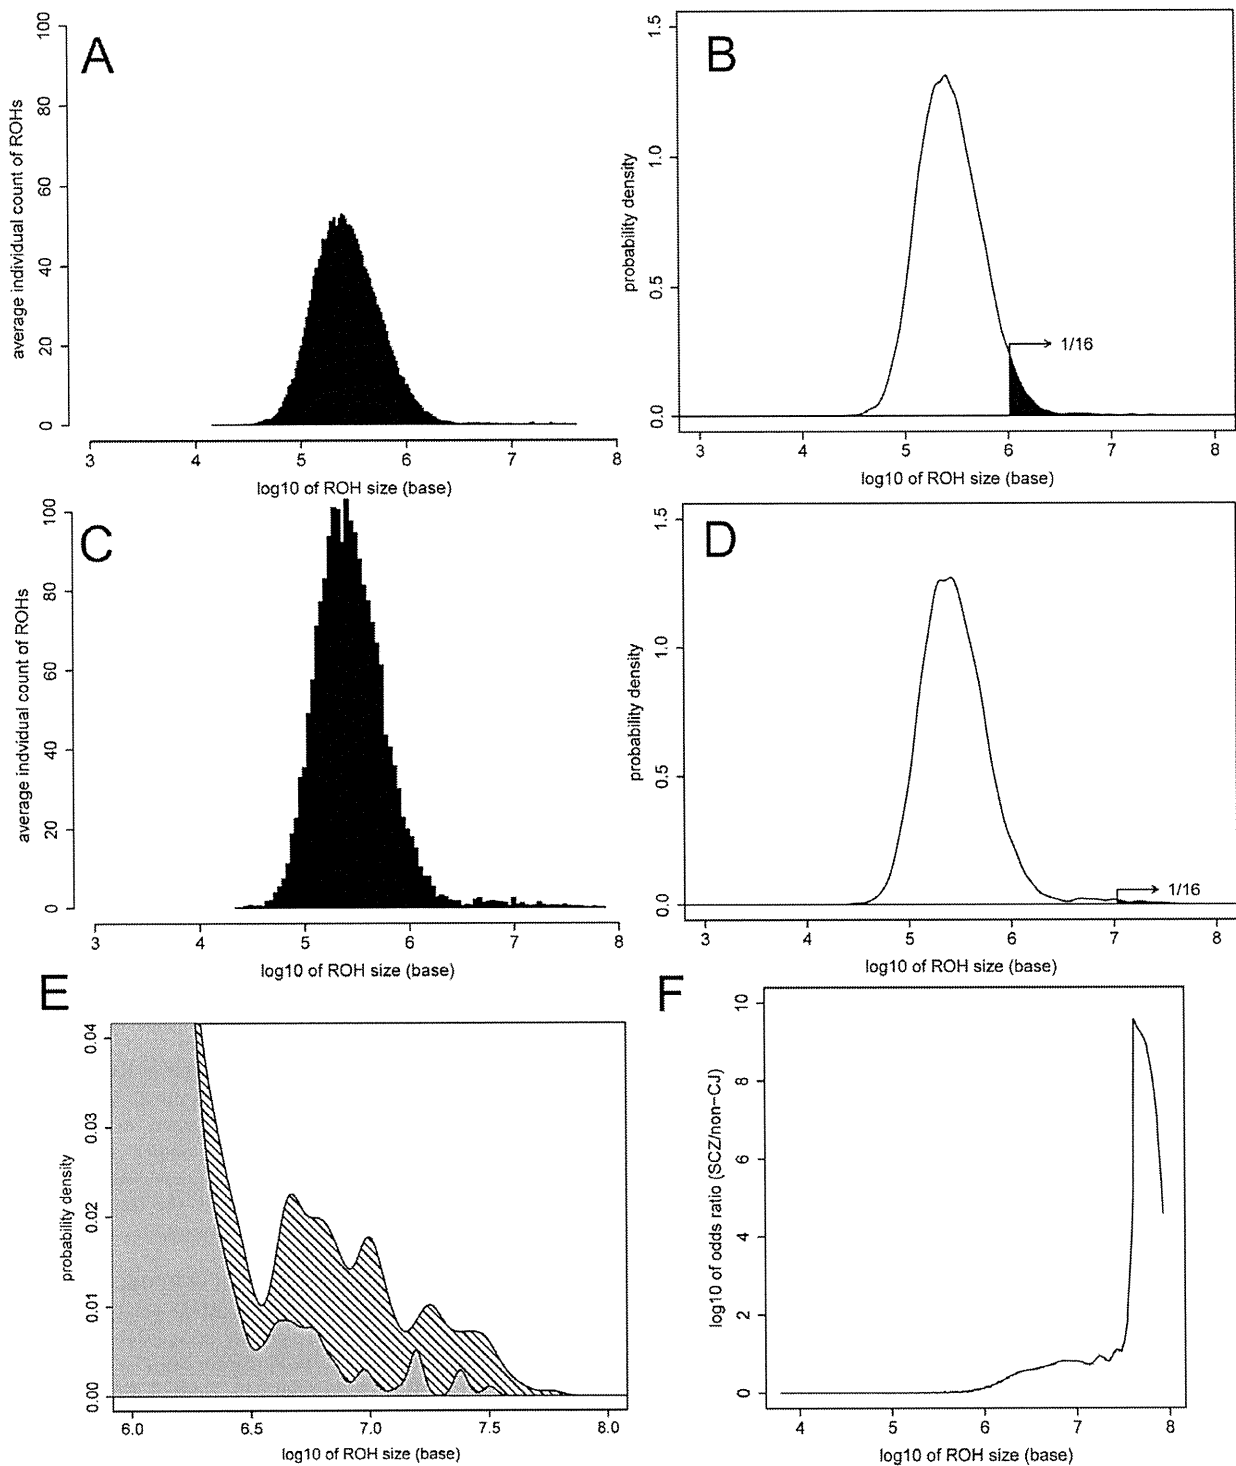 A
average individual count of ROHs
100
80
60
40
20
0
3 4 5 6 7 8
log10 of ROH size (base)
B
probability density
1.5
1.0
0.5
0.0
1/16
3 4 5 6 7 8
log10 of ROH size (base)
C
average indvidual count of ROHs
100
80
60
40
20
0
3 4 5 6 7 8
log10 of ROH size (base)
D
probability density
1.5
1.0
0.5
0.0
1/16
3 4 5 6 7 8
log10 of ROH size (base)
E
probability density
0.04
0.03
0.02
0.01
0.00
6.0 6.5 7.0 7.5 8.0
log10 of ROH size (base)
F
log10 of odds ratio (SCZ/non-CJ)
10
8
6
4
2
0
4 5 6 7 8
log10 of ROH size (base)